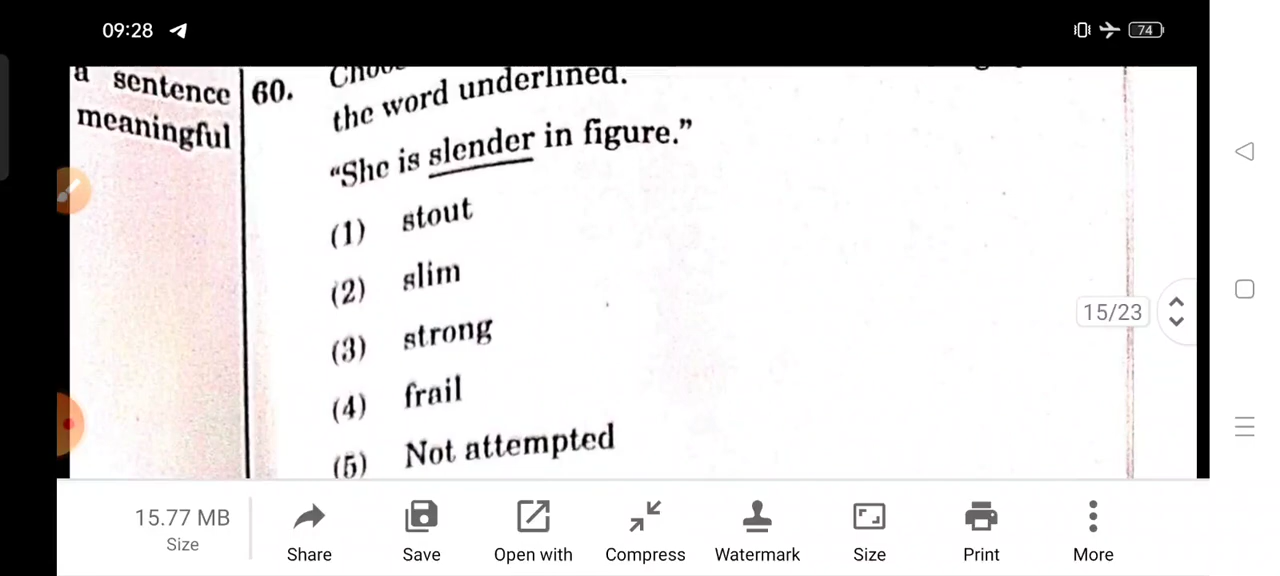 09:28
74
a sentence
meaningful
60.
the word underlined.
"She is slender in figure."
(1) stout
(2) slim
(3) strong
(4) frail
(5) Not attempted
15/23
15.77 MB
Size
Share
Save
Open with
Compress
Watermark
Size
Print
More